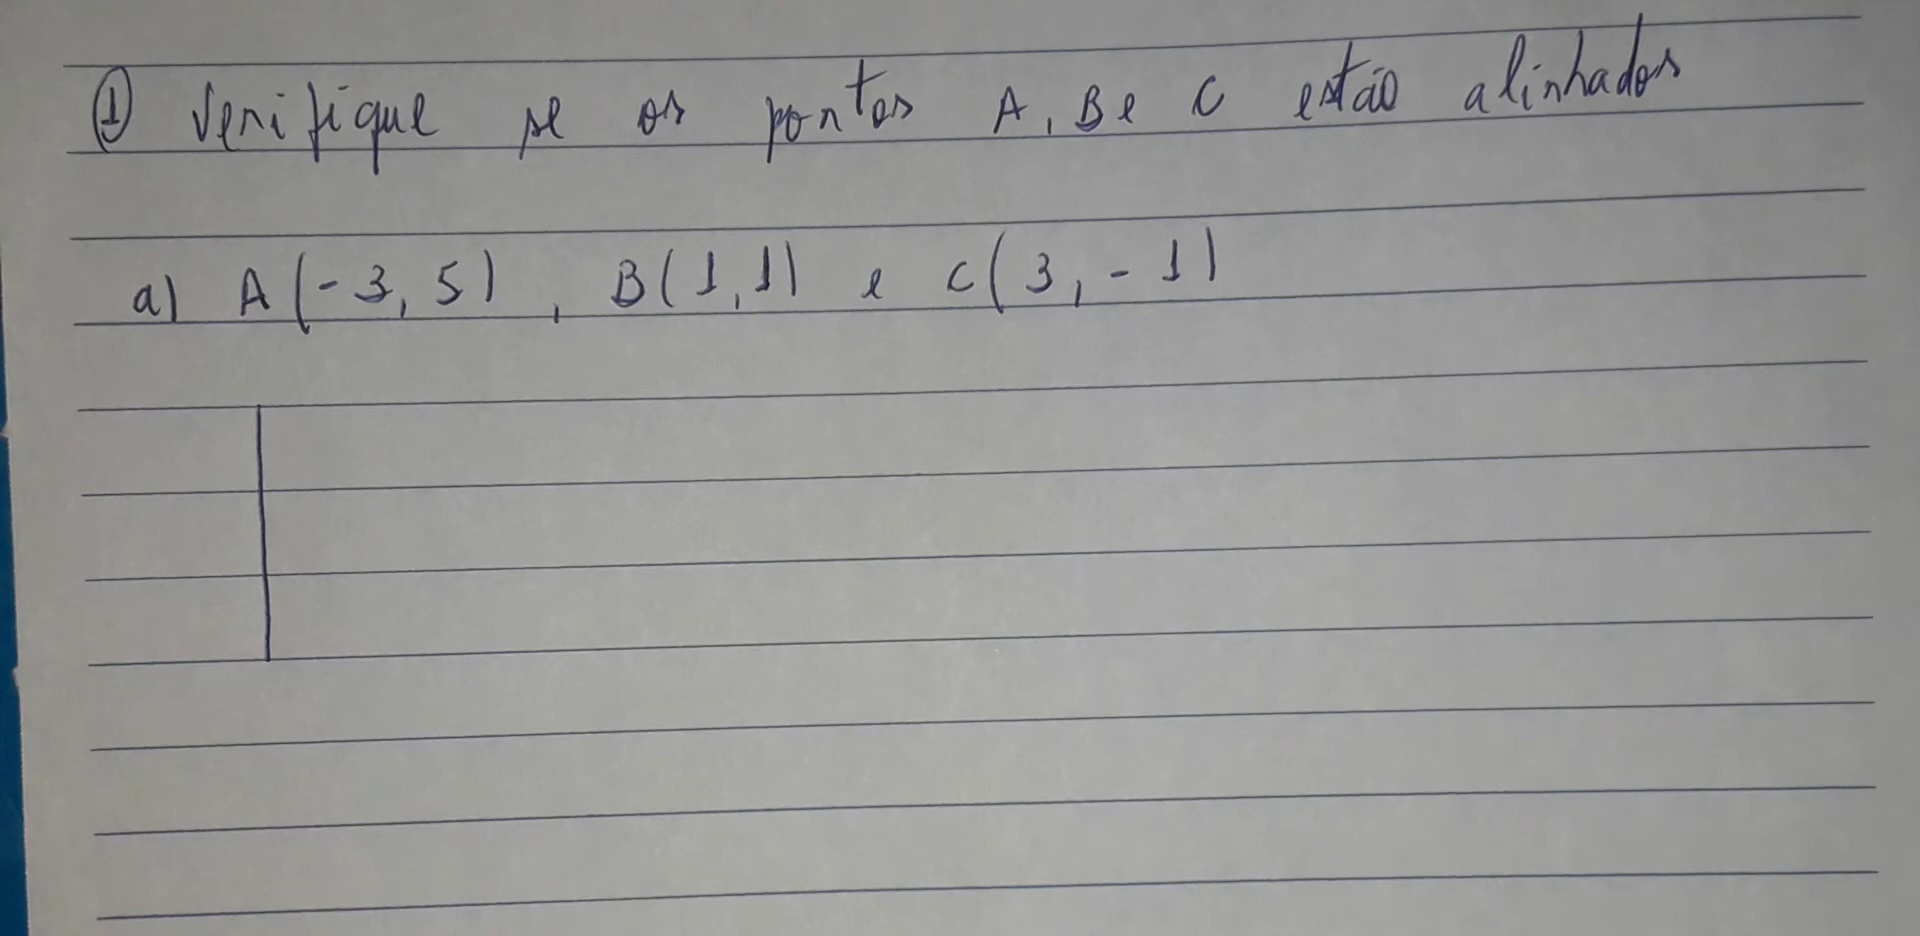 ① Verifique se os pontos A, B e C estão alinhados
a) A(-3, 5), B(1, 1) e C(3, -1)